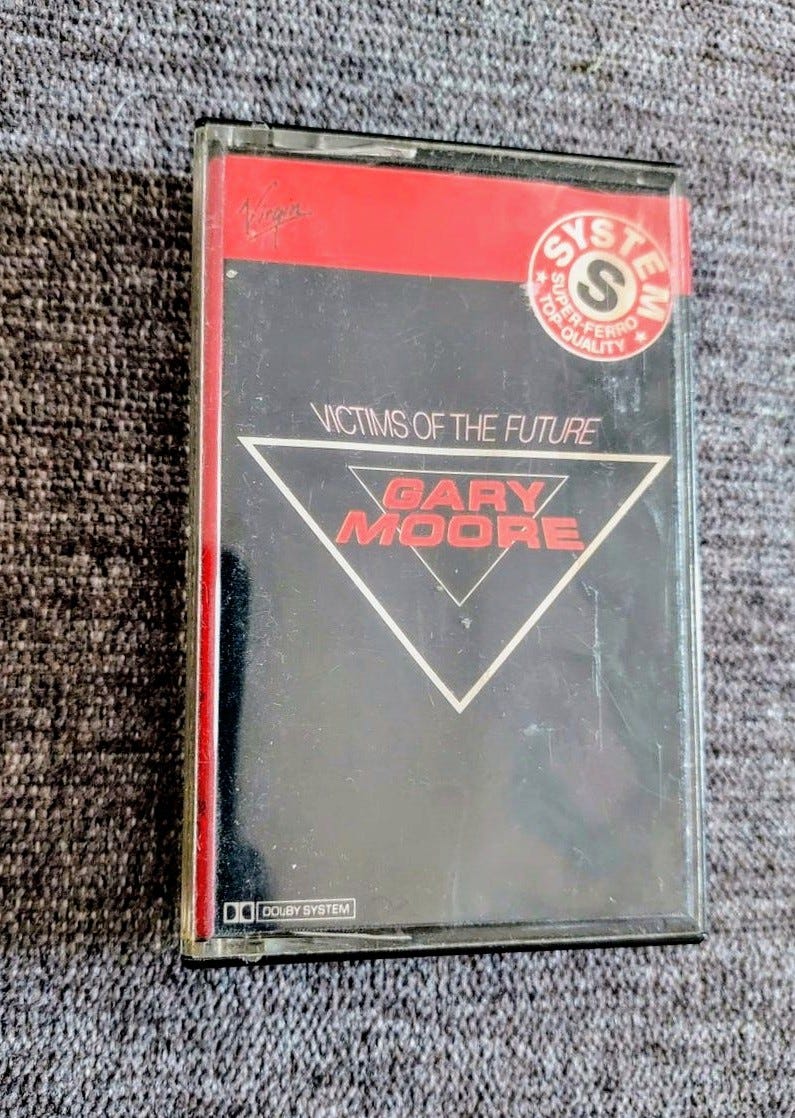 Virgin
SYSTEM
S
SUPER-FERRO
TOP-QUALITY
VICTIMS OF THE FUTURE
GARY
MOORE
DOLBY SYSTEM